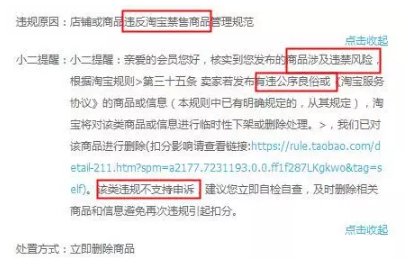 违规原因：店铺或商品违反淘宝禁售商品管理规范
点击收起
小二提醒：小二提醒：亲爱的会员您好，核实到您发布的商品涉及违禁风险，
根据淘宝规则>第三十五条 卖家若发布有违公序良俗或《淘宝服
务协议》的商品或信息（本规则中已有明确规定的，从其规定），淘
宝将对该类商品或信息进行临时性下架或删除处理。>，我们已对
该商品进行删除(扣分影响请查看链接:https://rule.taobao.com/d
etail-211.htm?spm=a2177.7231193.0.0.ff1f287LKgkwo&tag=s
elf)。该类违规不支持申诉，建议您立即自检自查，及时删除相关
商品和信息避免再次违规引起扣分。
点击收起
处置方式：立即删除商品